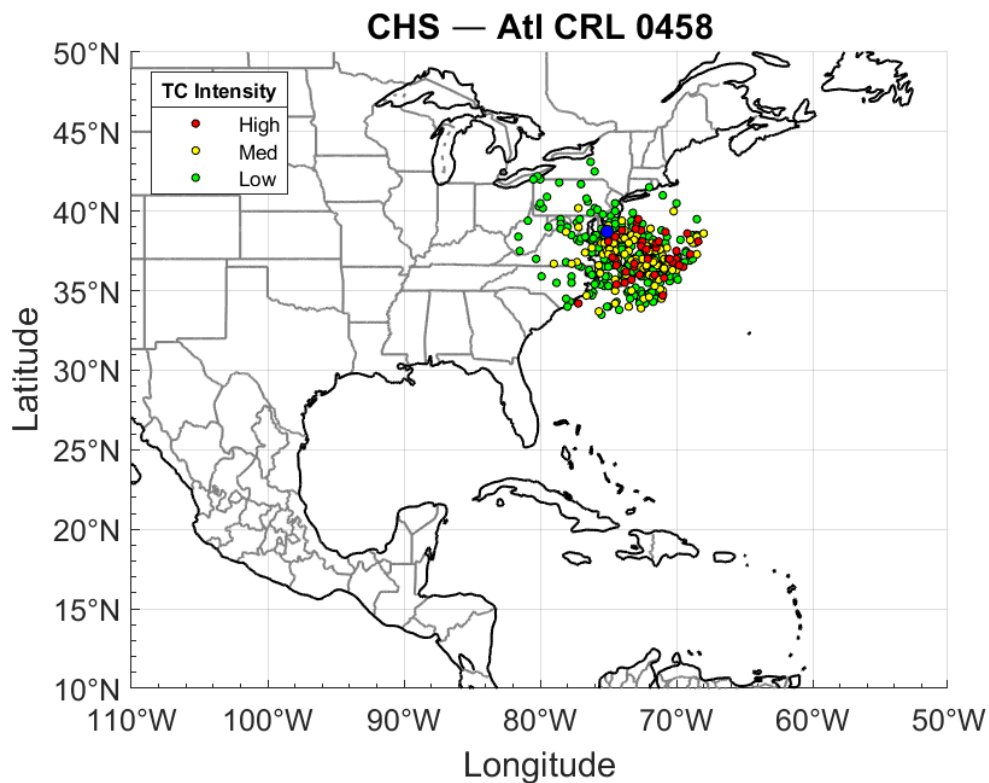 CHS — Atl CRL 0458
50°N
45°N
40°N
35°N
30°N
25°N
20°N
15°N
10°N
Latitude
TC Intensity
High
Med
Low
110°W 100°W 90°W 80°W 70°W 60°W 50°W
Longitude